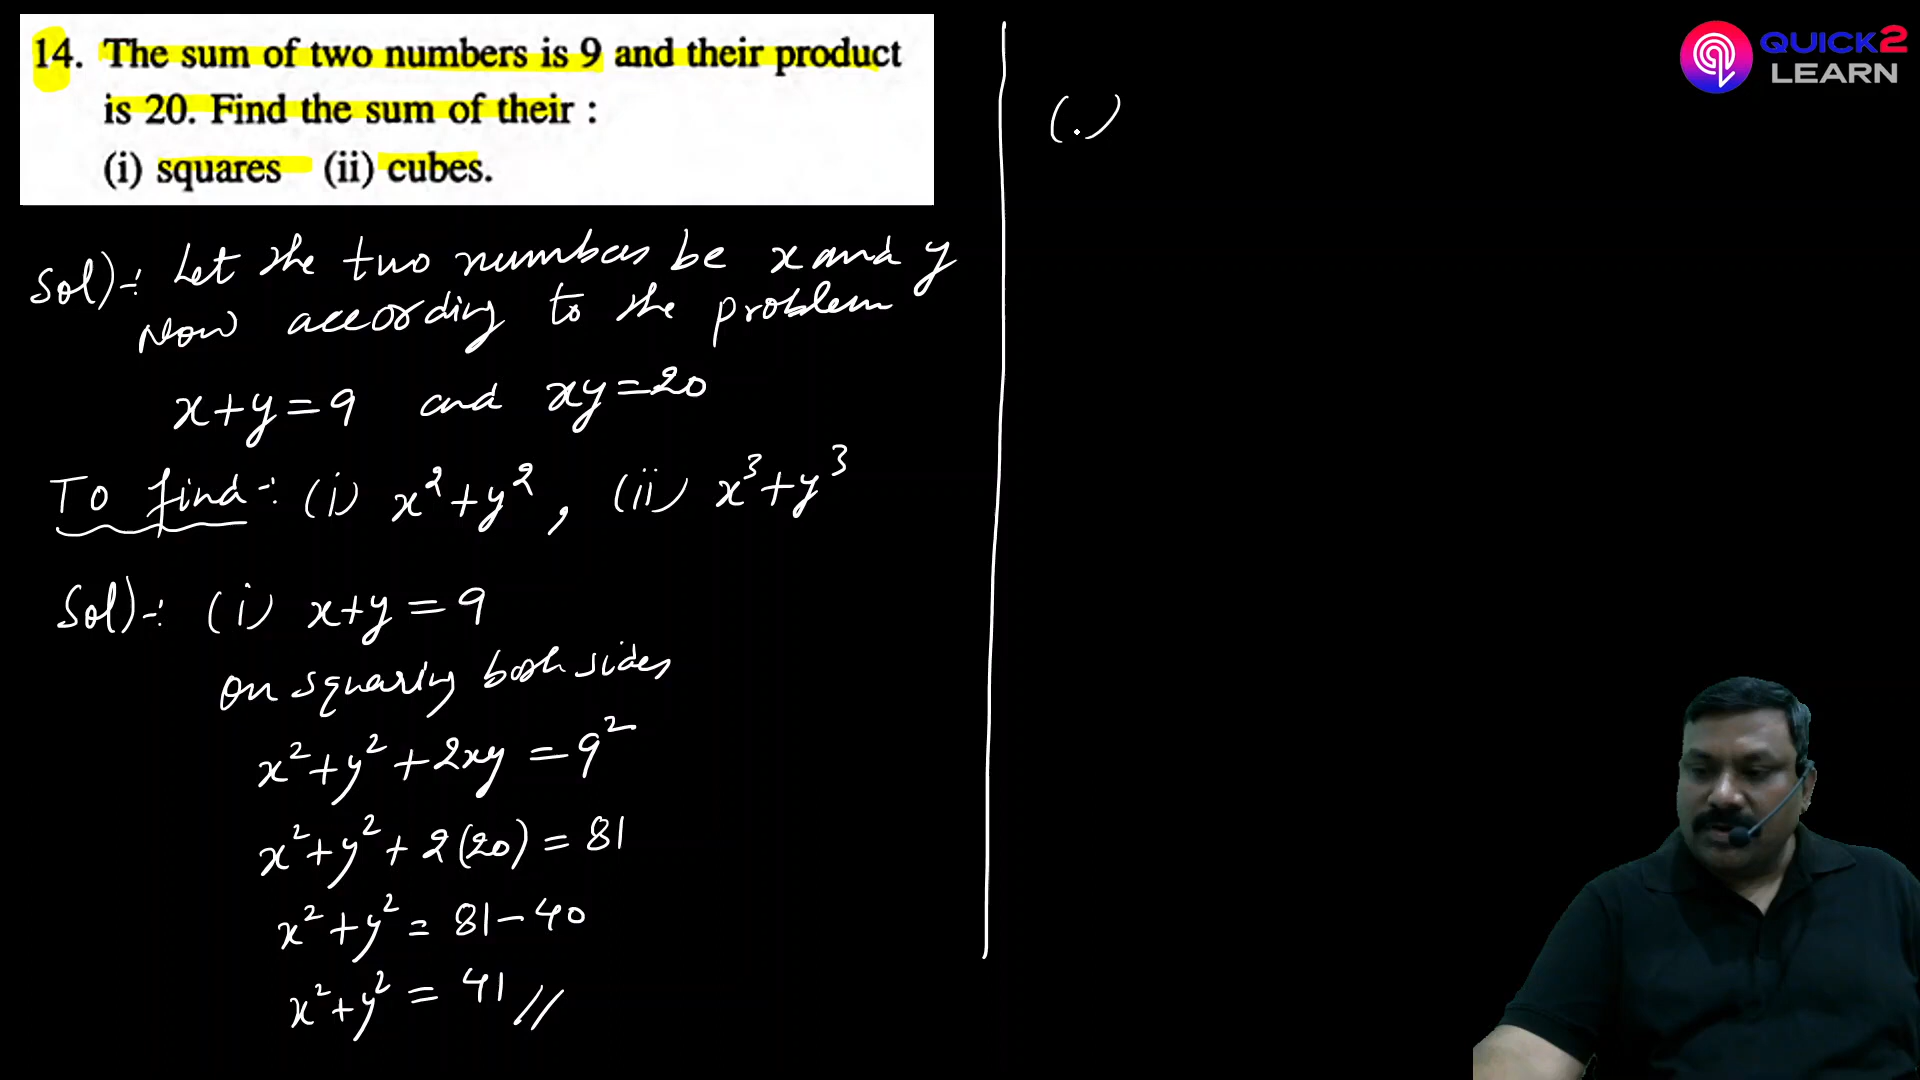 14. The sum of two numbers is 9 and their product
is 20. Find the sum of their :
(i) squares (ii) cubes.
Sol):- Let the two numbers be x and y
Now according to the problem
x+y=9 and xy=20
To find:- (i) x²+y², (ii) x³+y³
Sol):- (i) x+y=9
on squaring both sides
x²+y²+2xy=9²
x²+y²+2(20)=81
x²+y²=81-40
x²+y²=41//
(.)
QUICK2
LEARN